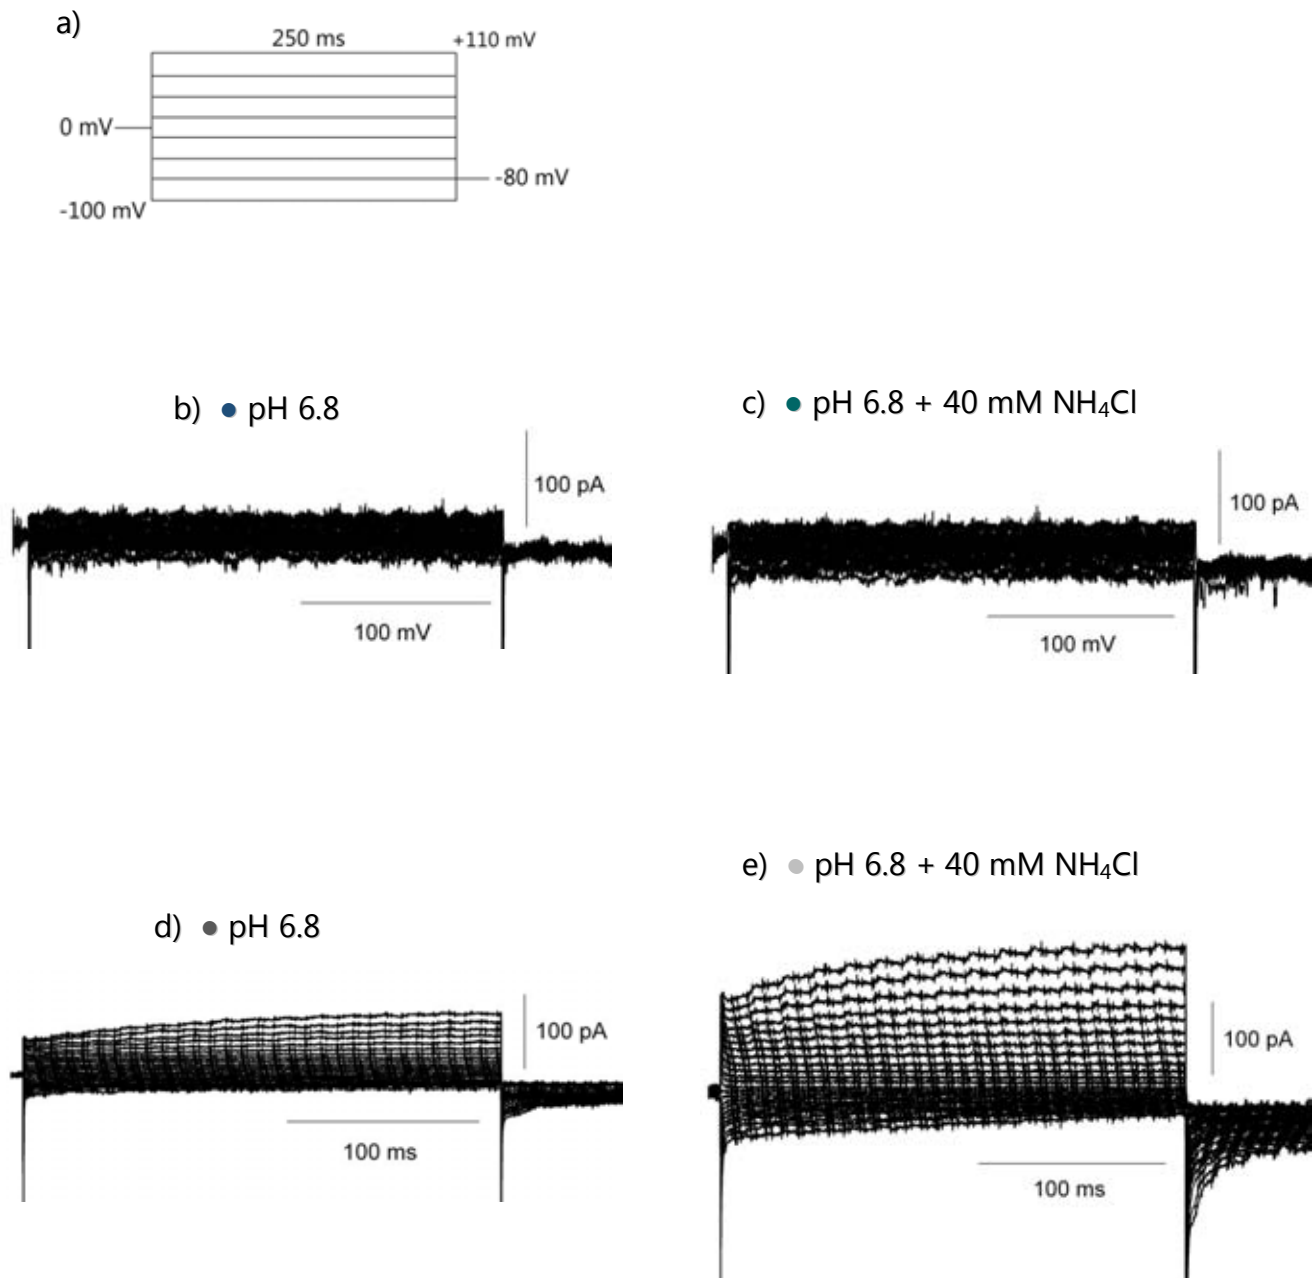 a)
250 ms
+110 mV
0 mV
-80 mV
-100 mV
b) ● pH 6.8
c) ● pH 6.8 + 40 mM NH₄Cl
100 pA
100 pA
100 mV
100 mV
e) ● pH 6.8 + 40 mM NH₄Cl
d) ● pH 6.8
100 pA
100 pA
100 ms
100 ms